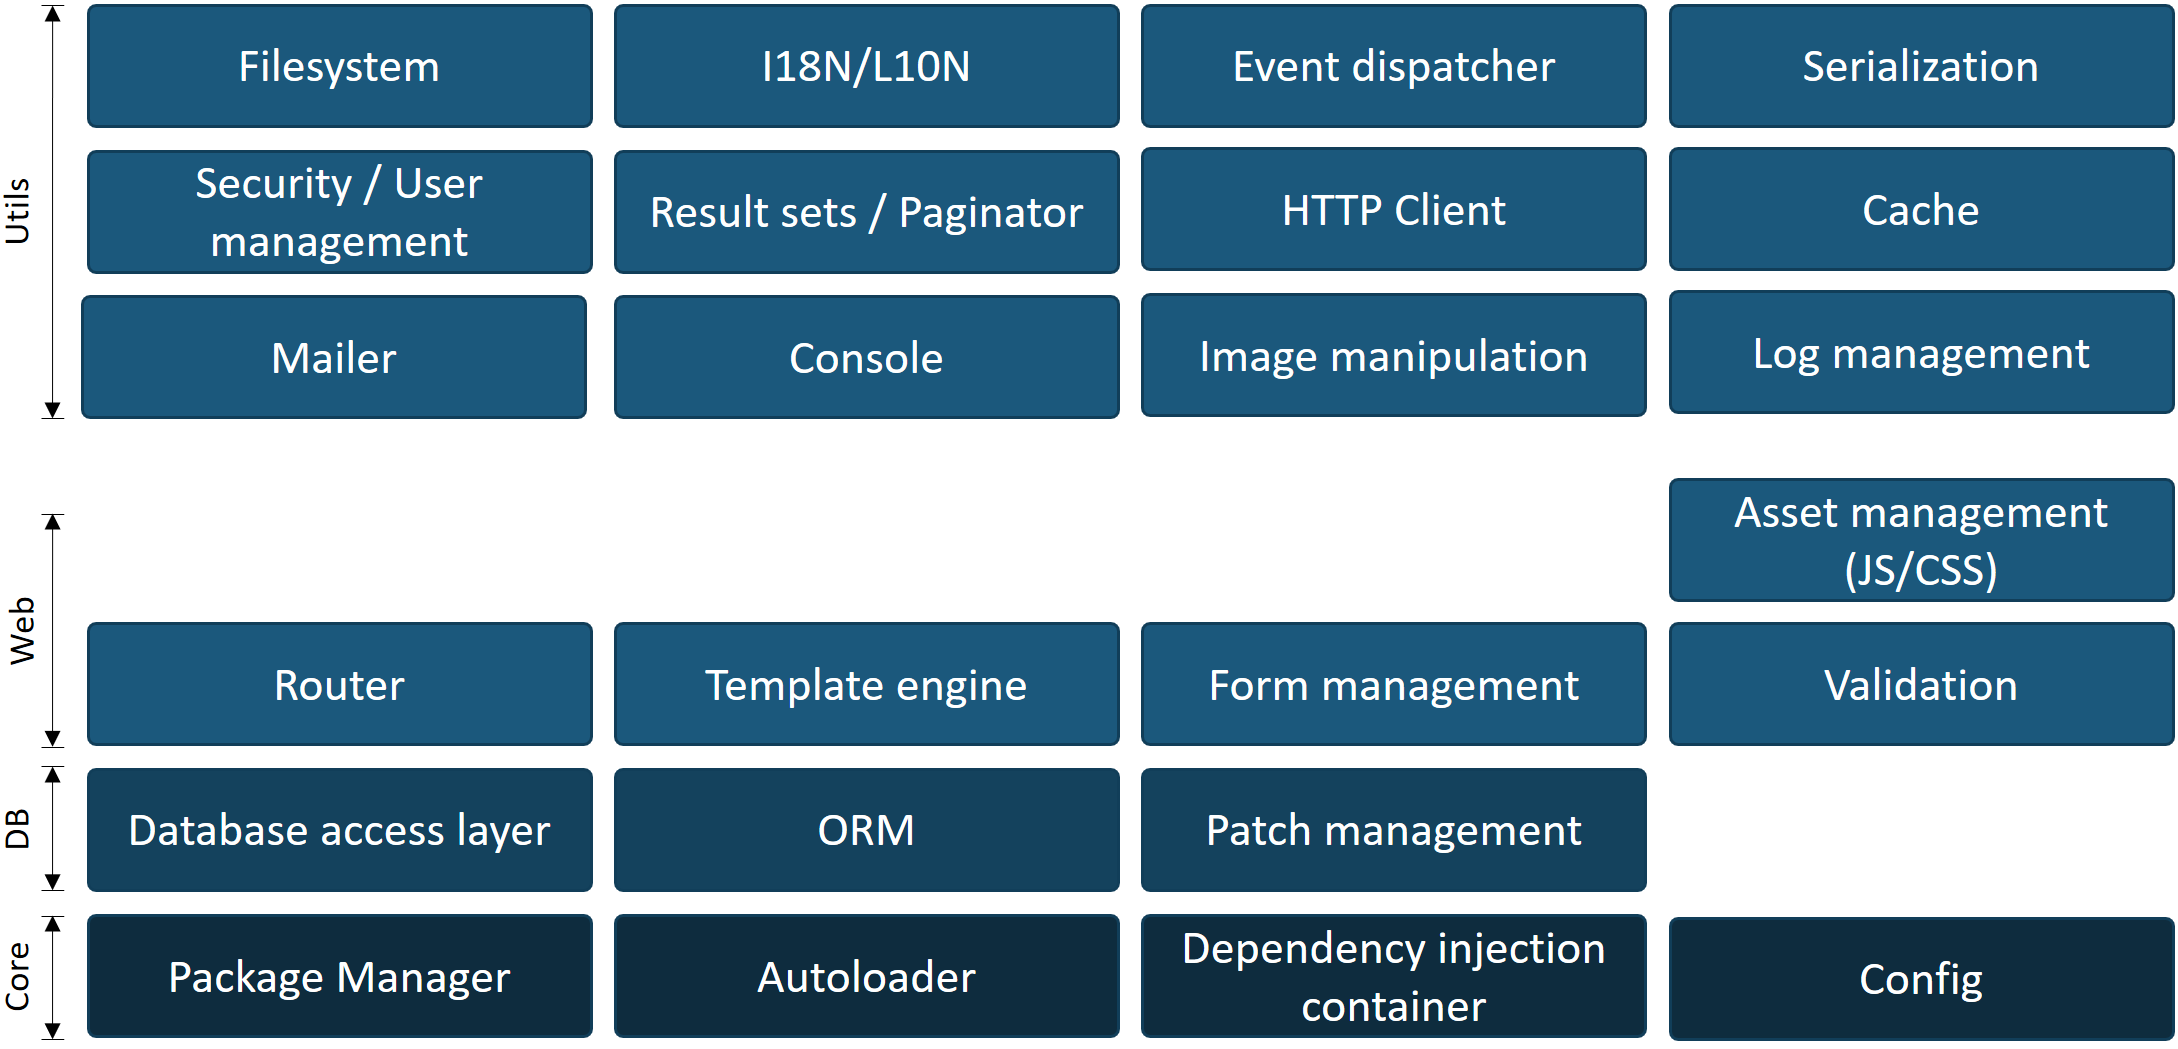 Utils
Filesystem
I18N/L10N
Event dispatcher
Serialization
Security / User
management
Result sets / Paginator
HTTP Client
Cache
Mailer
Console
Image manipulation
Log management
Web
Asset management
(JS/CSS)
Router
Template engine
Form management
Validation
DB
Database access layer
ORM
Patch management
Core
Package Manager
Autoloader
Dependency injection
container
Config